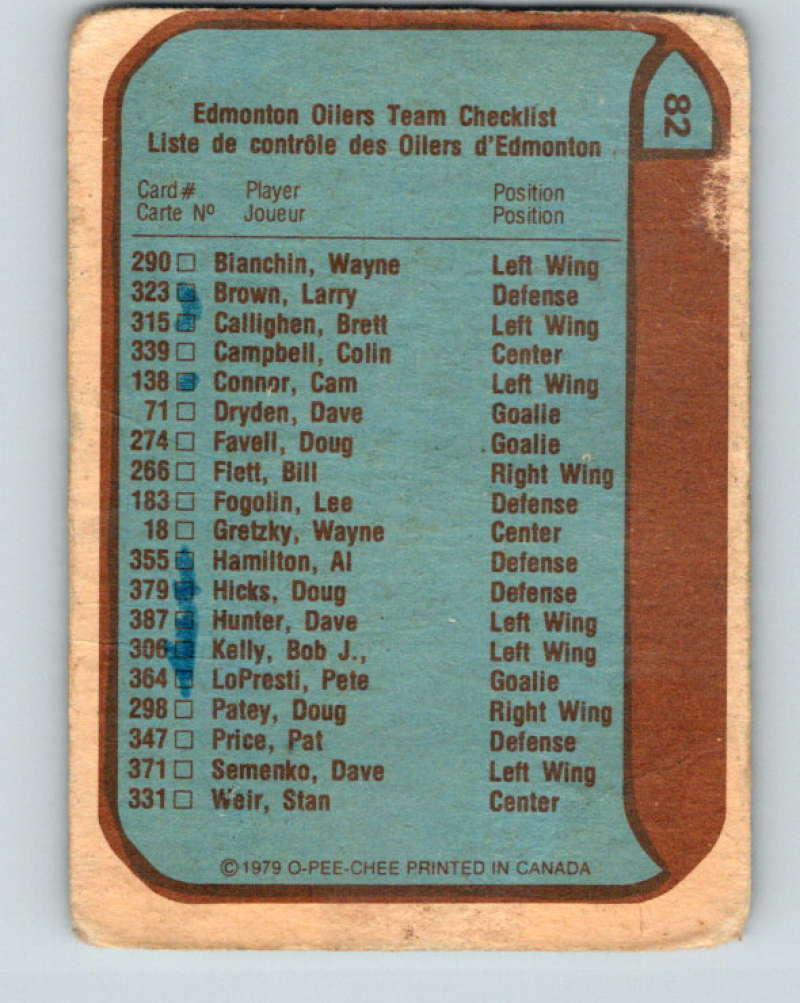 82
Edmonton Oilers Team Checklist
Liste de contrôle des Oilers d'Edmonton
Card# Player Position
Carte Nº Joueur Position
290 □ Bianchin, Wayne Left Wing
323 □ Brown, Larry Defense
315 □ Callighen, Brett Left Wing
339 □ Campbell, Colin Center
138 □ Connor, Cam Left Wing
71 □ Dryden, Dave Goalie
274 □ Favell, Doug Goalie
266 □ Flett, Bill Right Wing
183 □ Fogolin, Lee Defense
18 □ Gretzky, Wayne Center
355 □ Hamilton, Al Defense
379 □ Hicks, Doug Defense
387 □ Hunter, Dave Left Wing
306 □ Kelly, Bob J., Left Wing
364 □ LoPresti, Pete Goalie
298 □ Patey, Doug Right Wing
347 □ Price, Pat Defense
371 □ Semenko, Dave Left Wing
331 □ Weir, Stan Center
©1979 O-PEE-CHEE PRINTED IN CANADA